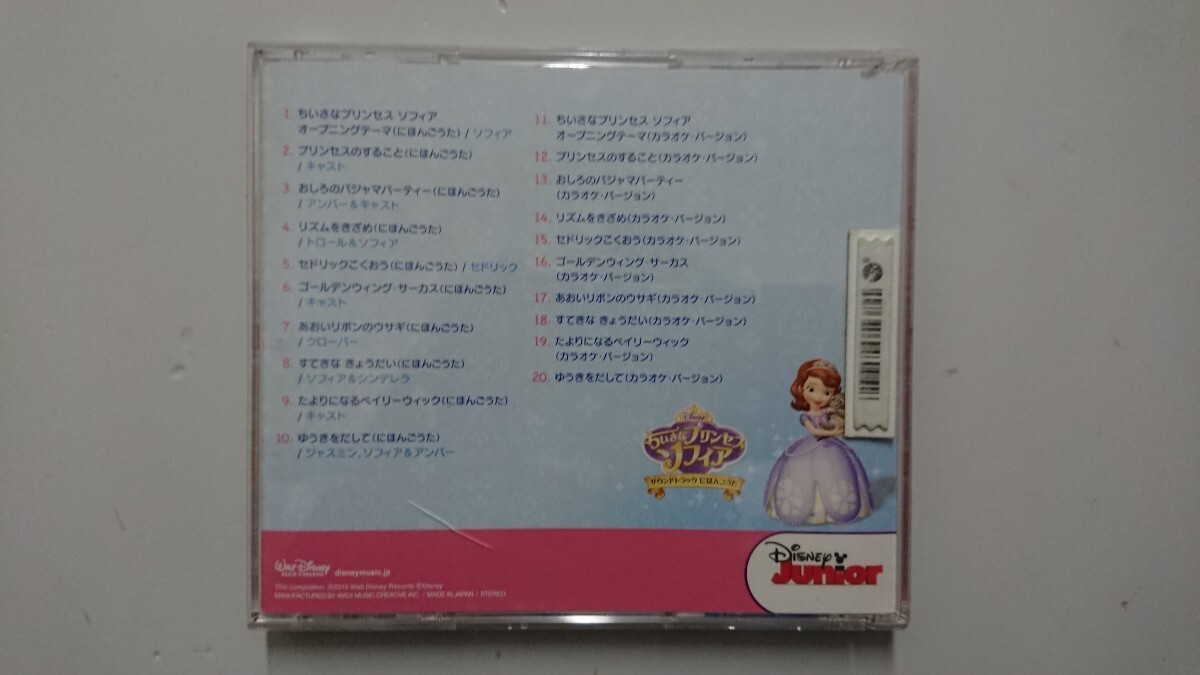 1. ちいさなプリンセス ソフィア
オープニングテーマ(にほんごうた) / ソフィア
2. プリンセスのすること(にほんごうた)
/ キャスト
3. おしろのパジャマパーティー(にほんごうた)
/ アンバー&キャスト
4. リズムをきざめ(にほんごうた)
/ トロール&ソフィア
5. セドリックこくおう(にほんごうた) / セドリック
6. ゴールデンウィング・サーカス(にほんごうた)
/ キャスト
7. あおいリボンのウサギ(にほんごうた)
/ クローバー
8. すてきな きょうだい(にほんごうた)
/ ソフィア&シンデレラ
9. たよりになるベイリーウィック(にほんごうた)
/ キャスト
10. ゆうきをだして(にほんごうた)
/ ジャスミン、ソフィア&アンバー
11. ちいさなプリンセス ソフィア
オープニングテーマ(カラオケ・バージョン)
12. プリンセスのすること(カラオケ・バージョン)
13. おしろのパジャマパーティー
(カラオケ・バージョン)
14. リズムをきざめ(カラオケ・バージョン)
15. セドリックこくおう(カラオケ・バージョン)
16. ゴールデンウィング・サーカス
(カラオケ・バージョン)
17. あおいリボンのウサギ(カラオケ・バージョン)
18. すてきな きょうだい(カラオケ・バージョン)
19. たよりになるベイリーウィック
(カラオケ・バージョン)
20. ゆうきをだして(カラオケ・バージョン)
Disney
ちいさなプリンセス
ソフィア
サウンドトラック にほんごうた
Walt Disney
RECORDS
disneymusic.jp
This compilation ℗2015 Walt Disney Records ©Disney
MANUFACTURED BY AVEX MUSIC CREATIVE INC. / MADE IN JAPAN / STEREO
Disney
Junior